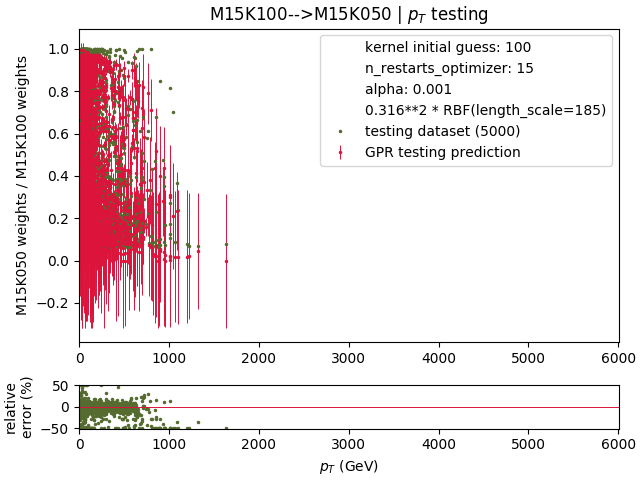 M15K100-->M15K050 | p_T testing
M15K050 weights / M15K100 weights
1.0
0.8
0.6
0.4
0.2
0.0
−0.2
kernel initial guess: 100
n_restarts_optimizer: 15
alpha: 0.001
0.316**2 * RBF(length_scale=185)
testing dataset (5000)
GPR testing prediction
0 1000 2000 3000 4000 5000 6000
relative
error (%)
50
0
−50
0 1000 2000 3000 4000 5000 6000
p_T (GeV)